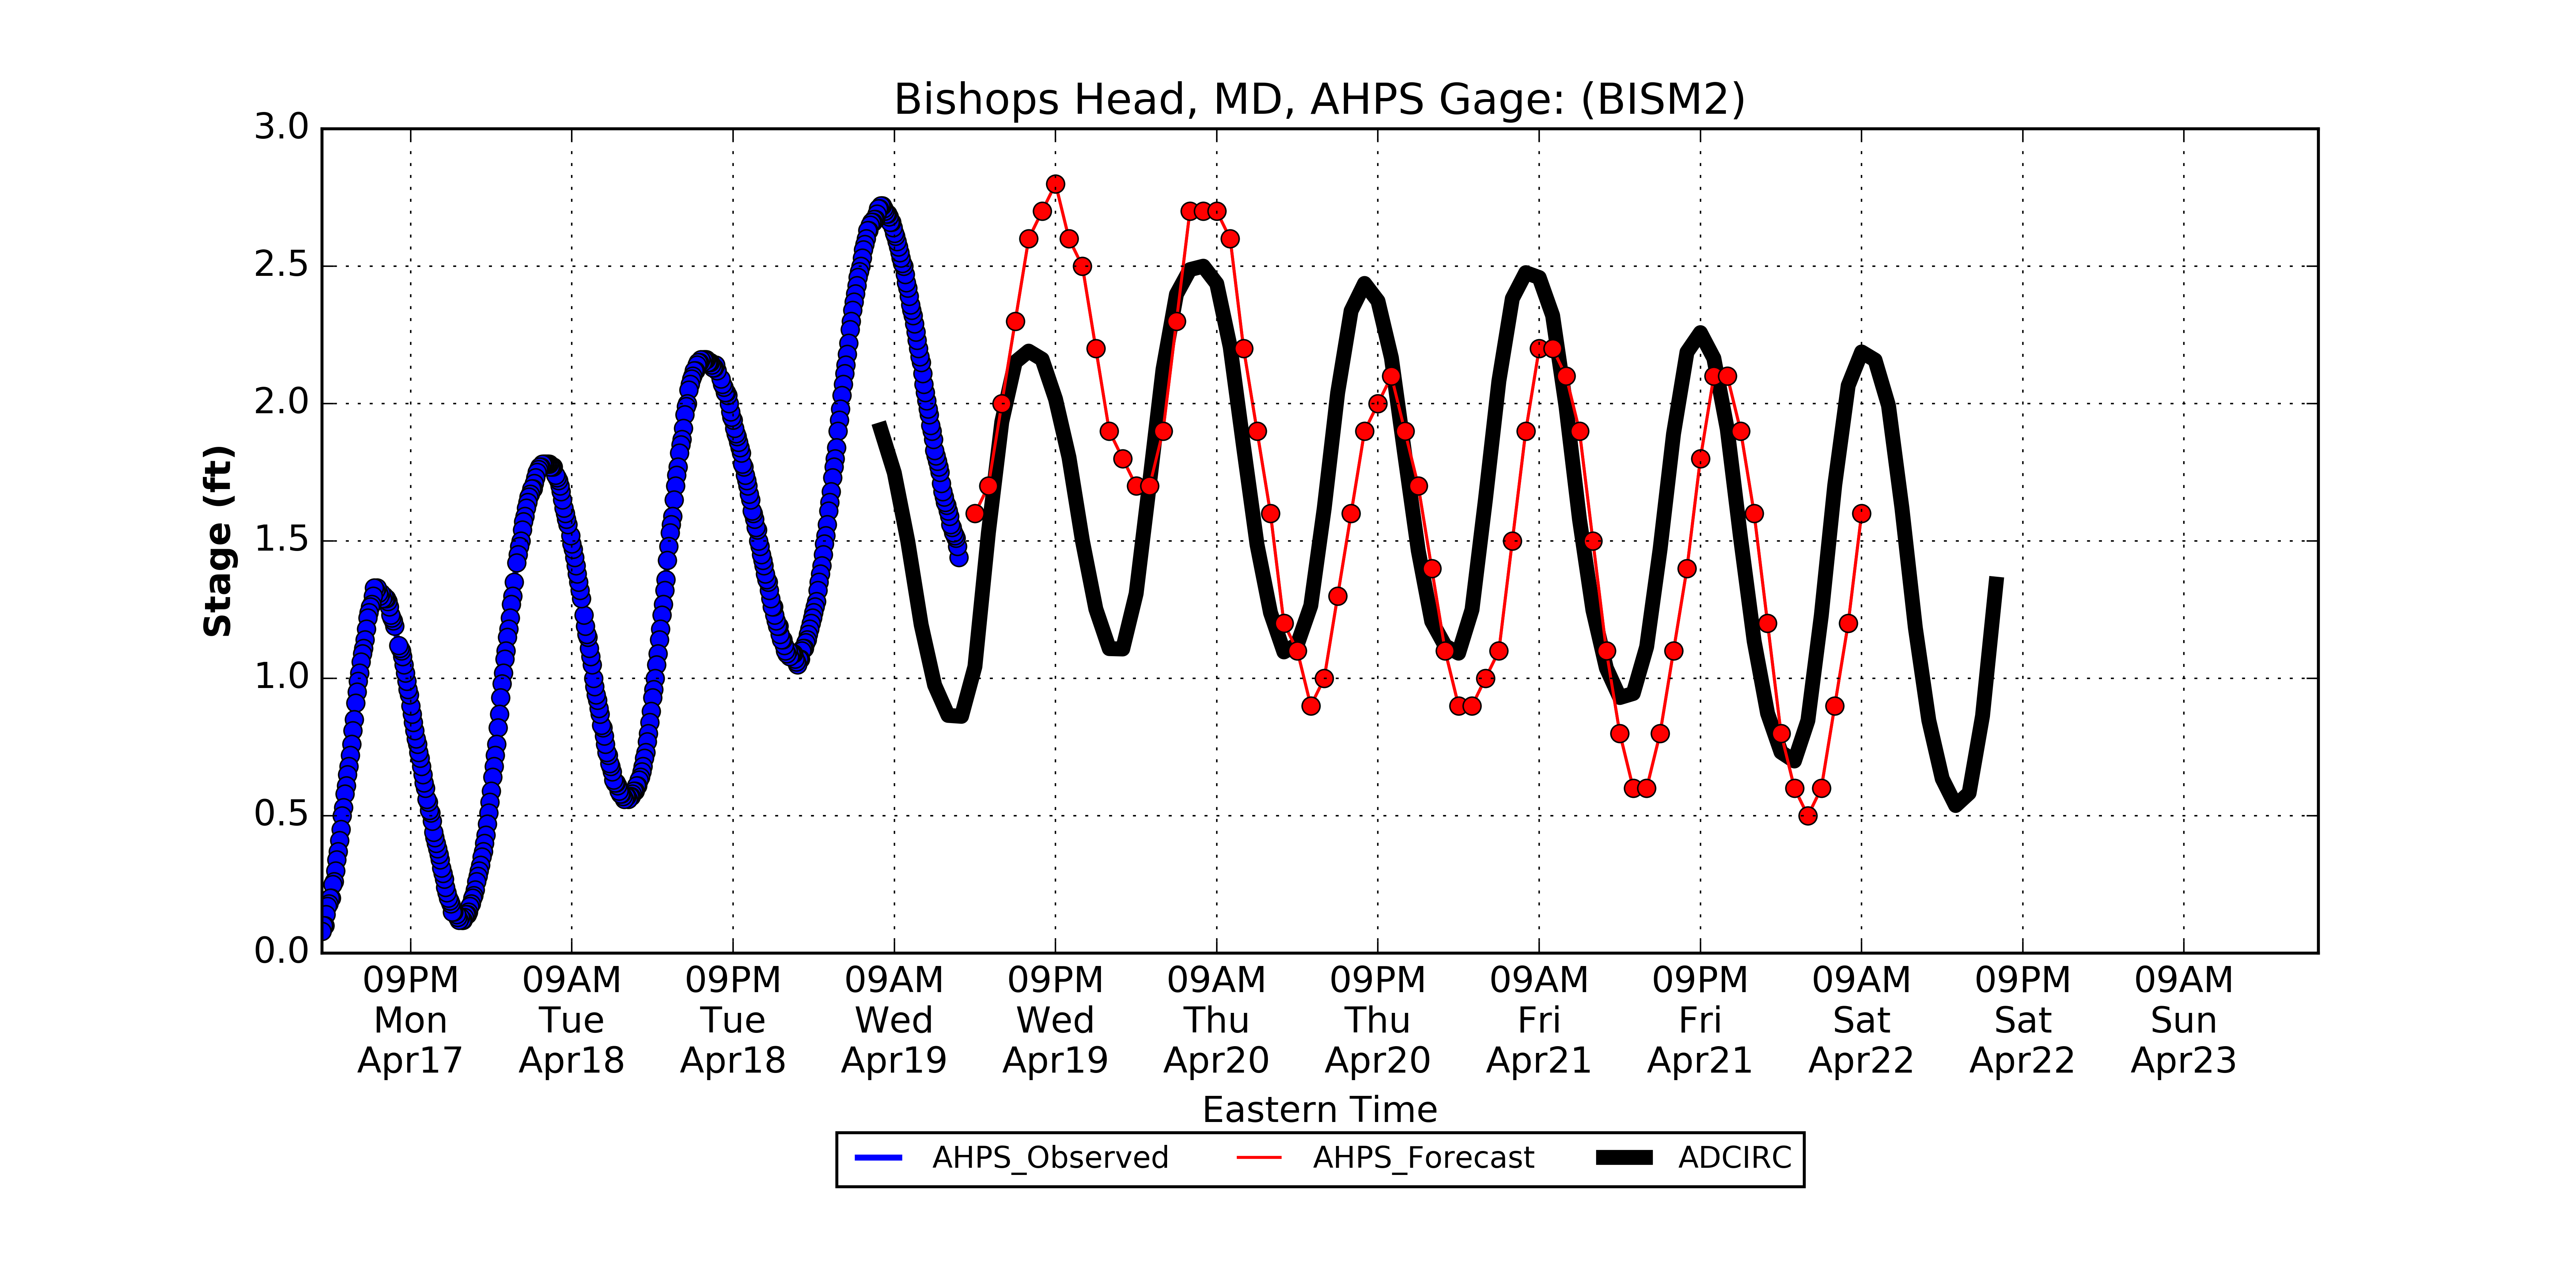 Bishops Head, MD, AHPS Gage: (BISM2)
3.0
2.5
2.0
1.5
1.0
0.5
0.0
Stage (ft)
09PM 09AM 09PM 09AM 09PM 09AM 09PM 09AM 09PM 09AM 09PM 09AM
Mon Tue Tue Wed Wed Thu Thu Fri Fri Sat Sat Sun
Apr17 Apr18 Apr18 Apr19 Apr19 Apr20 Apr20 Apr21 Apr21 Apr22 Apr22 Apr23
Eastern Time
AHPS_Observed AHPS_Forecast ADCIRC